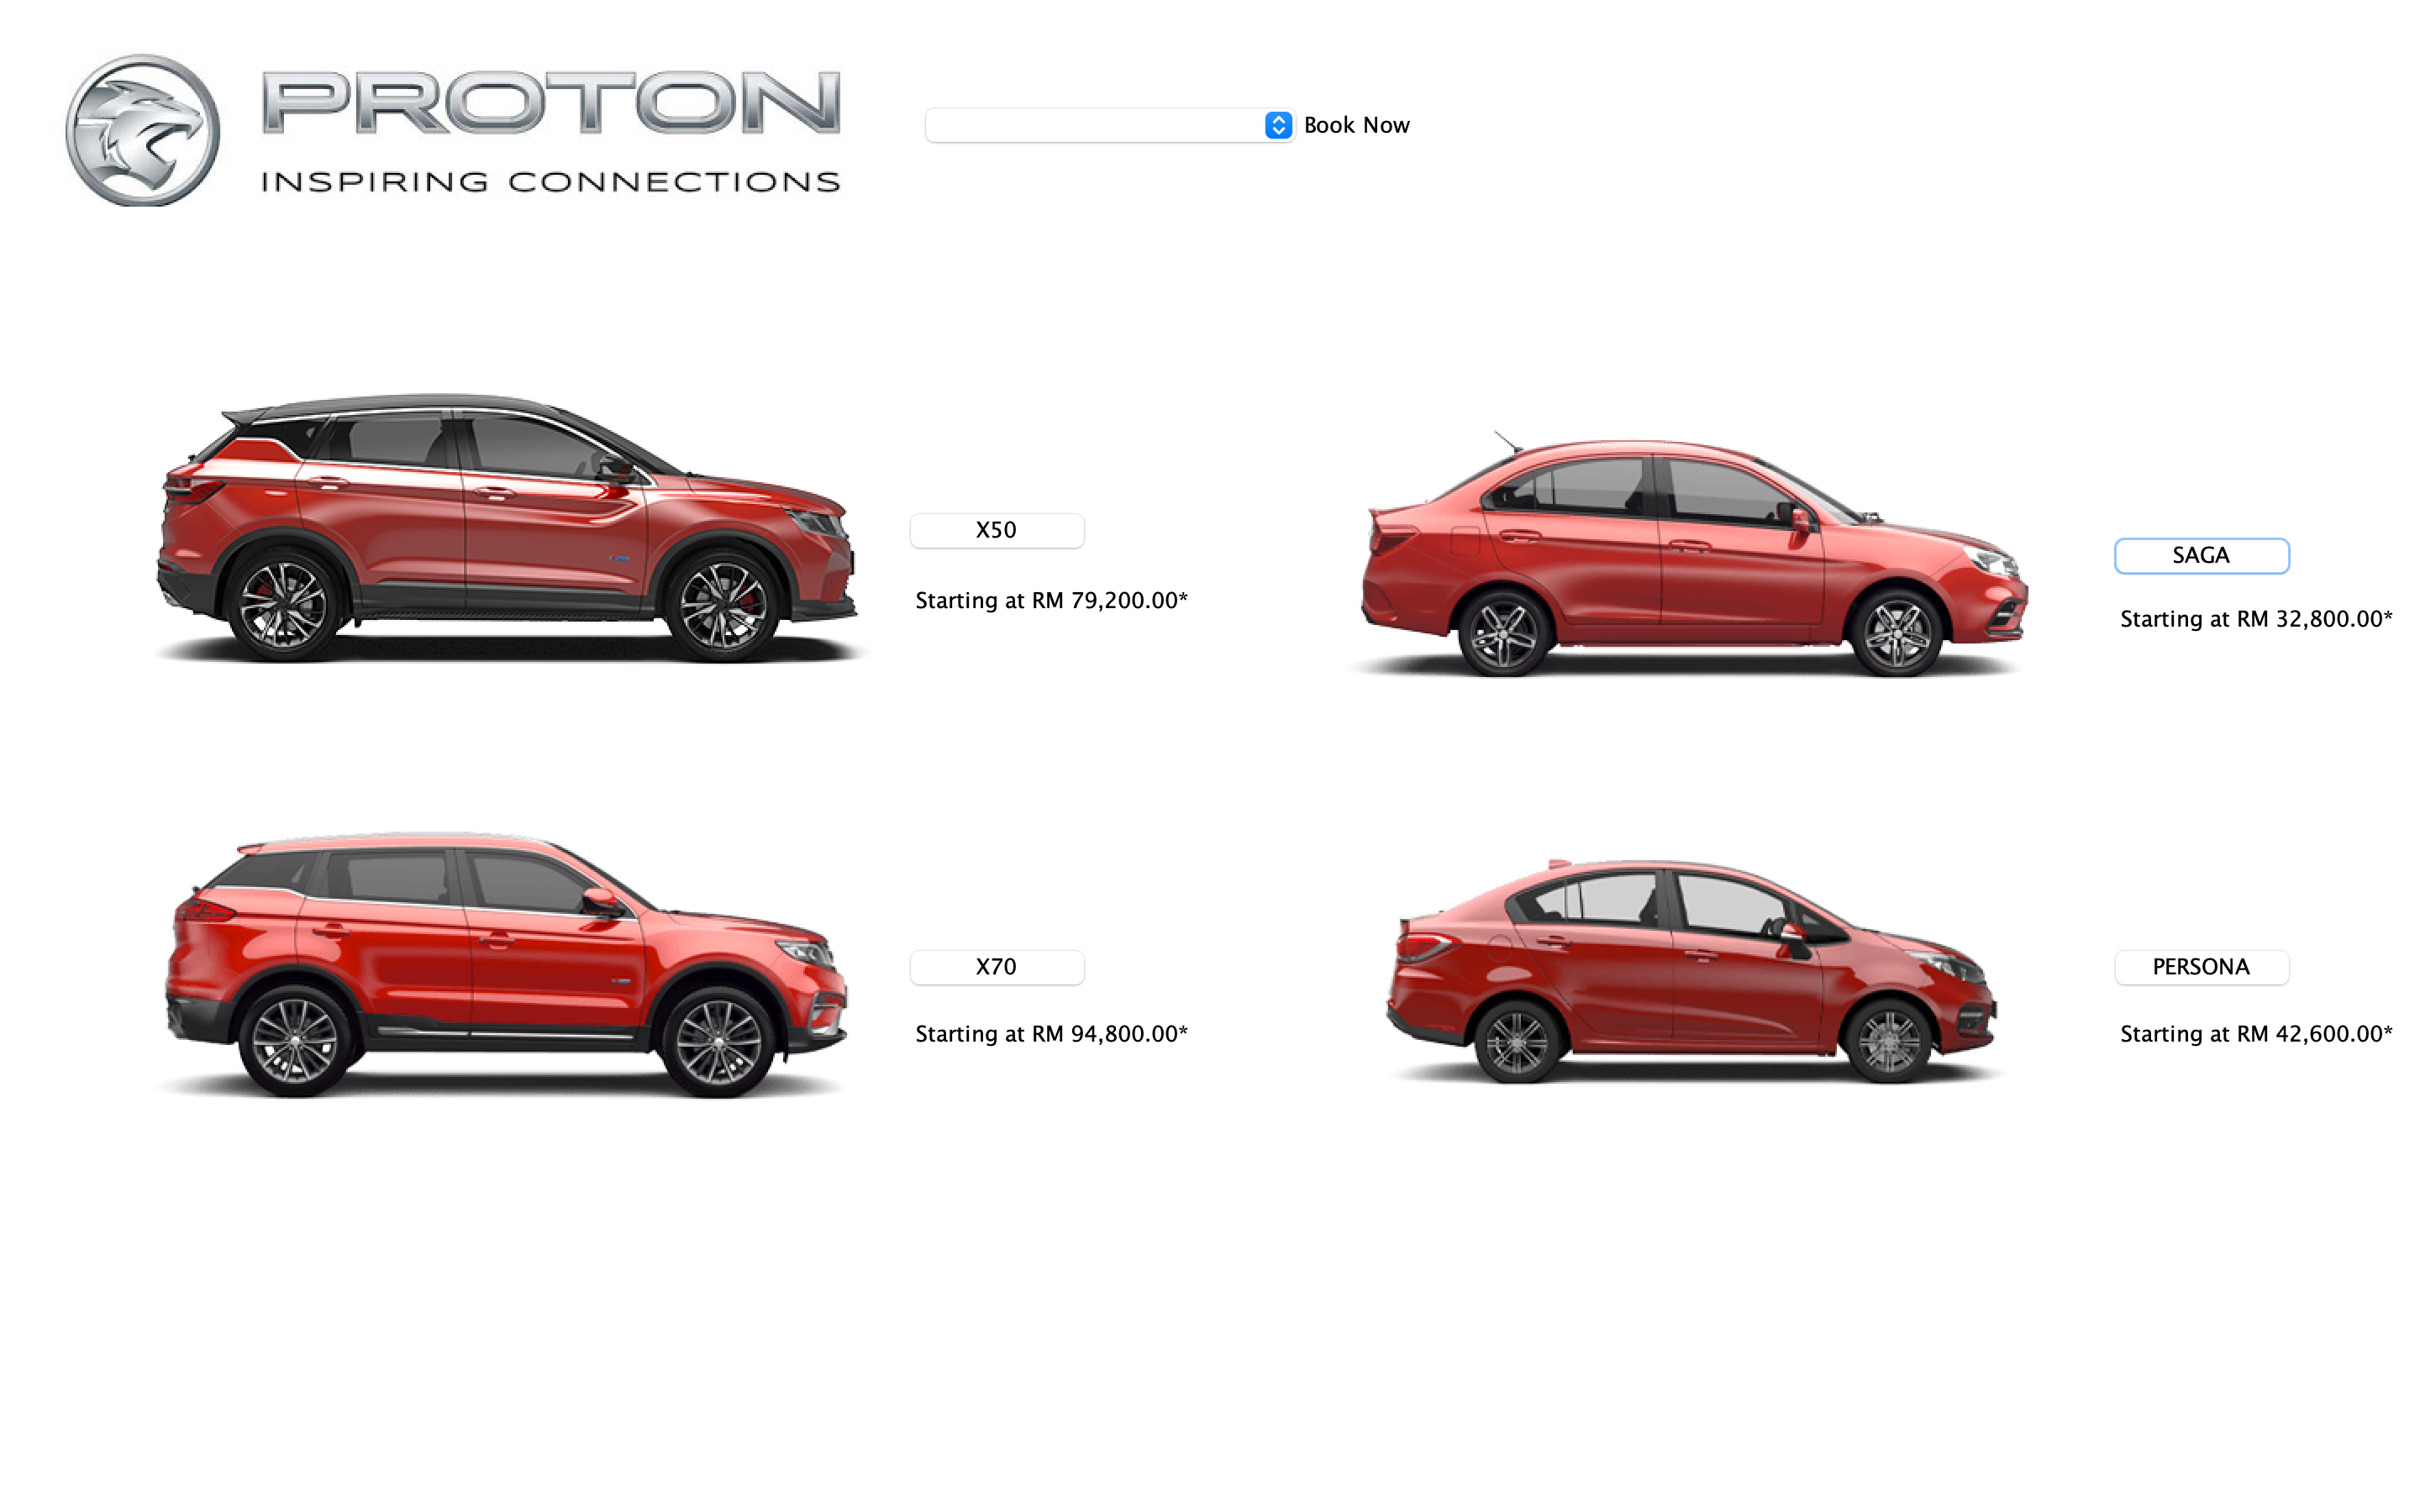 PROTON
INSPIRING CONNECTIONS
Book Now
X50
Starting at RM 79,200.00*
SAGA
Starting at RM 32,800.00*
X70
Starting at RM 94,800.00*
PERSONA
Starting at RM 42,600.00*